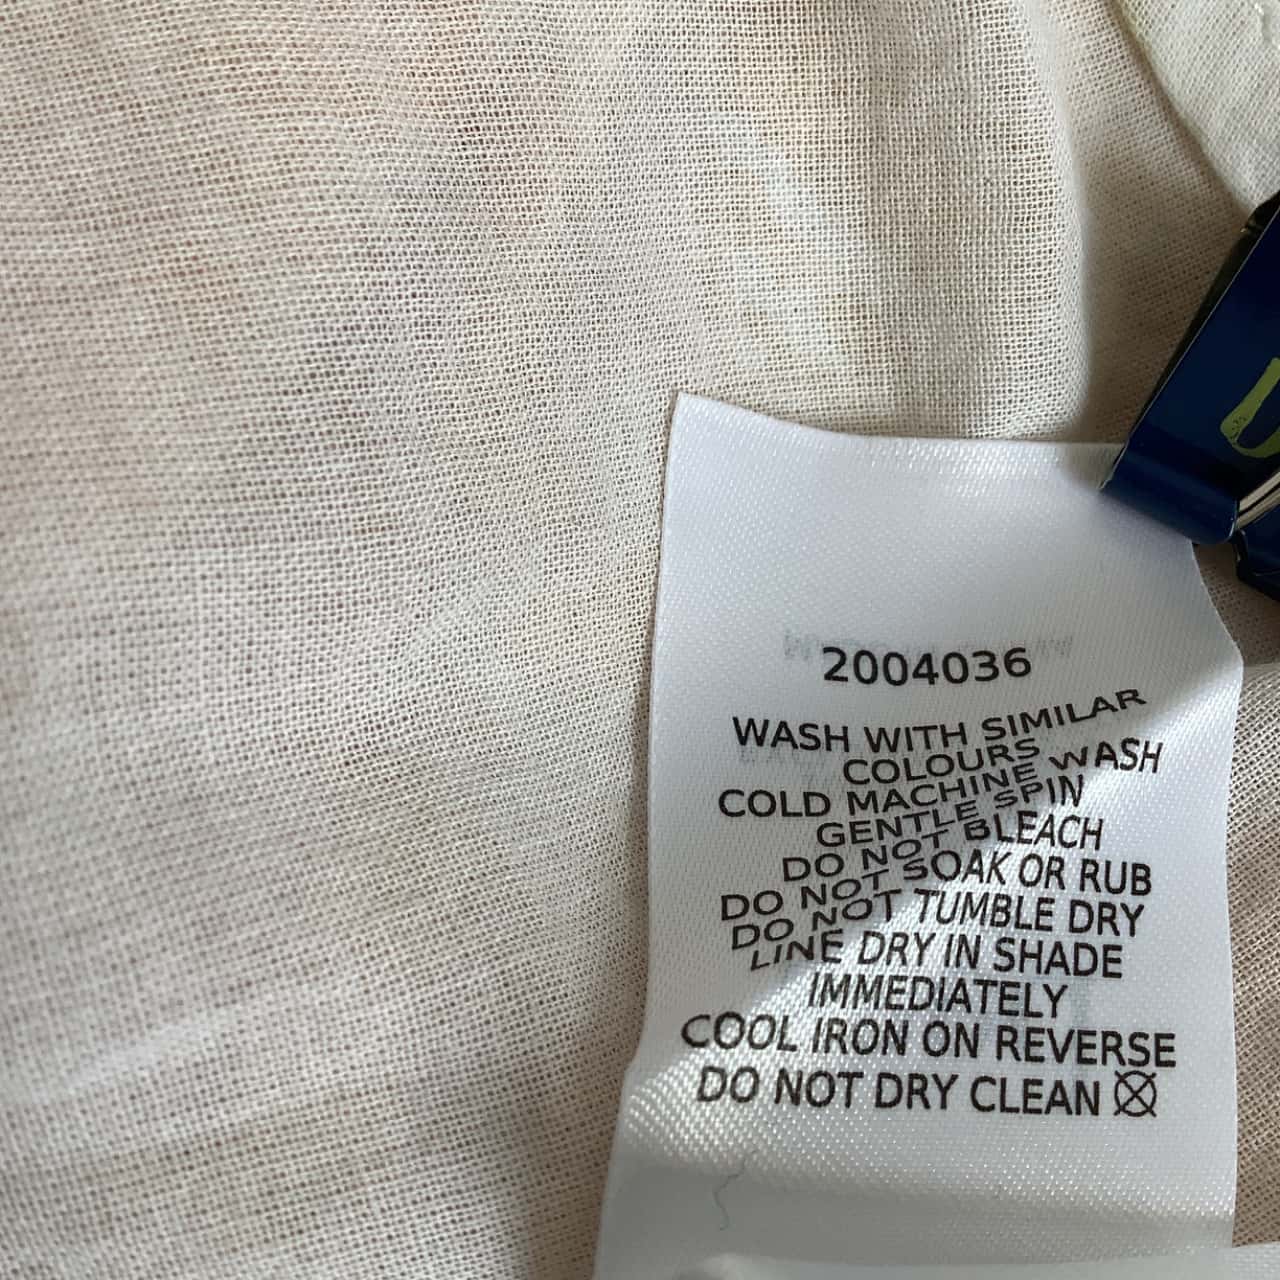 2004036
WASH WITH SIMILAR
COLOURS
COLD MACHINE WASH
GENTLE SPIN
DO NOT BLEACH
DO NOT SOAK OR RUB
DO NOT TUMBLE DRY
LINE DRY IN SHADE
IMMEDIATELY
COOL IRON ON REVERSE
DO NOT DRY CLEAN